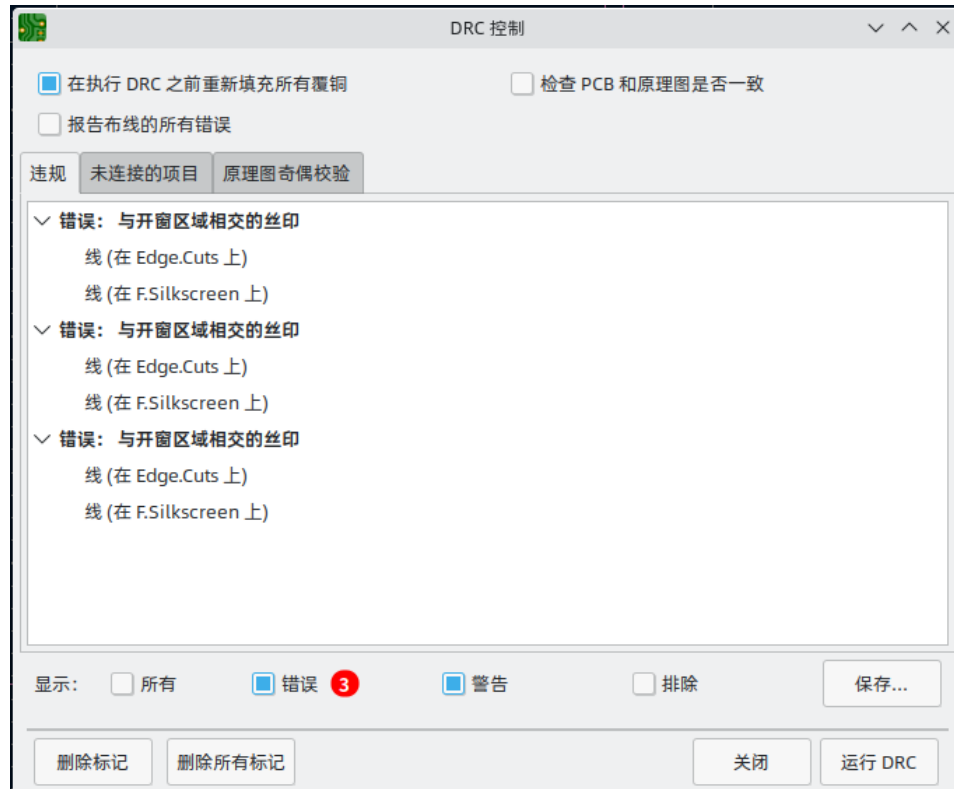 DRC 控制
在执行 DRC 之前重新填充所有覆铜
检查 PCB 和原理图是否一致
报告布线的所有错误
违规 未连接的项目 原理图奇偶校验
错误: 与开窗区域相交的丝印
线 (在 Edge.Cuts 上)
线 (在 F.Silkscreen 上)
错误: 与开窗区域相交的丝印
线 (在 Edge.Cuts 上)
线 (在 F.Silkscreen 上)
错误: 与开窗区域相交的丝印
线 (在 Edge.Cuts 上)
线 (在 F.Silkscreen 上)
显示: 所有 错误 3 警告 排除 保存...
删除标记 删除所有标记 关闭 运行 DRC